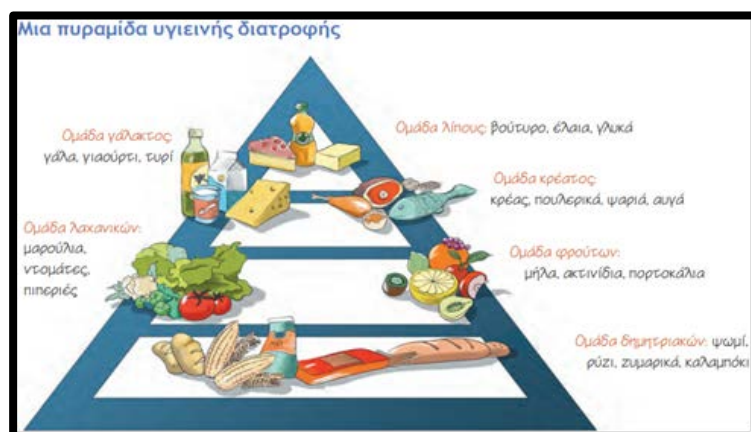 Μια πυραμίδα υγιεινής διατροφής
Ομάδα γάλακτος:
γάλα, γιαούρτι, τυρί
Ομάδα λίπους: βούτυρο, έλαια, γλυκά
Ομάδα κρέατος:
κρέας, πουλερικά, ψαριά, αυγά
Ομάδα λαχανικών:
μαρούλια,
ντομάτες,
πιπεριές
Ομάδα φρούτων:
μήλα, ακτινίδια, πορτοκάλια
Ομάδα δημητριακών: ψωμί,
ρύζι, ζυμαρικά, καλαμπόκι